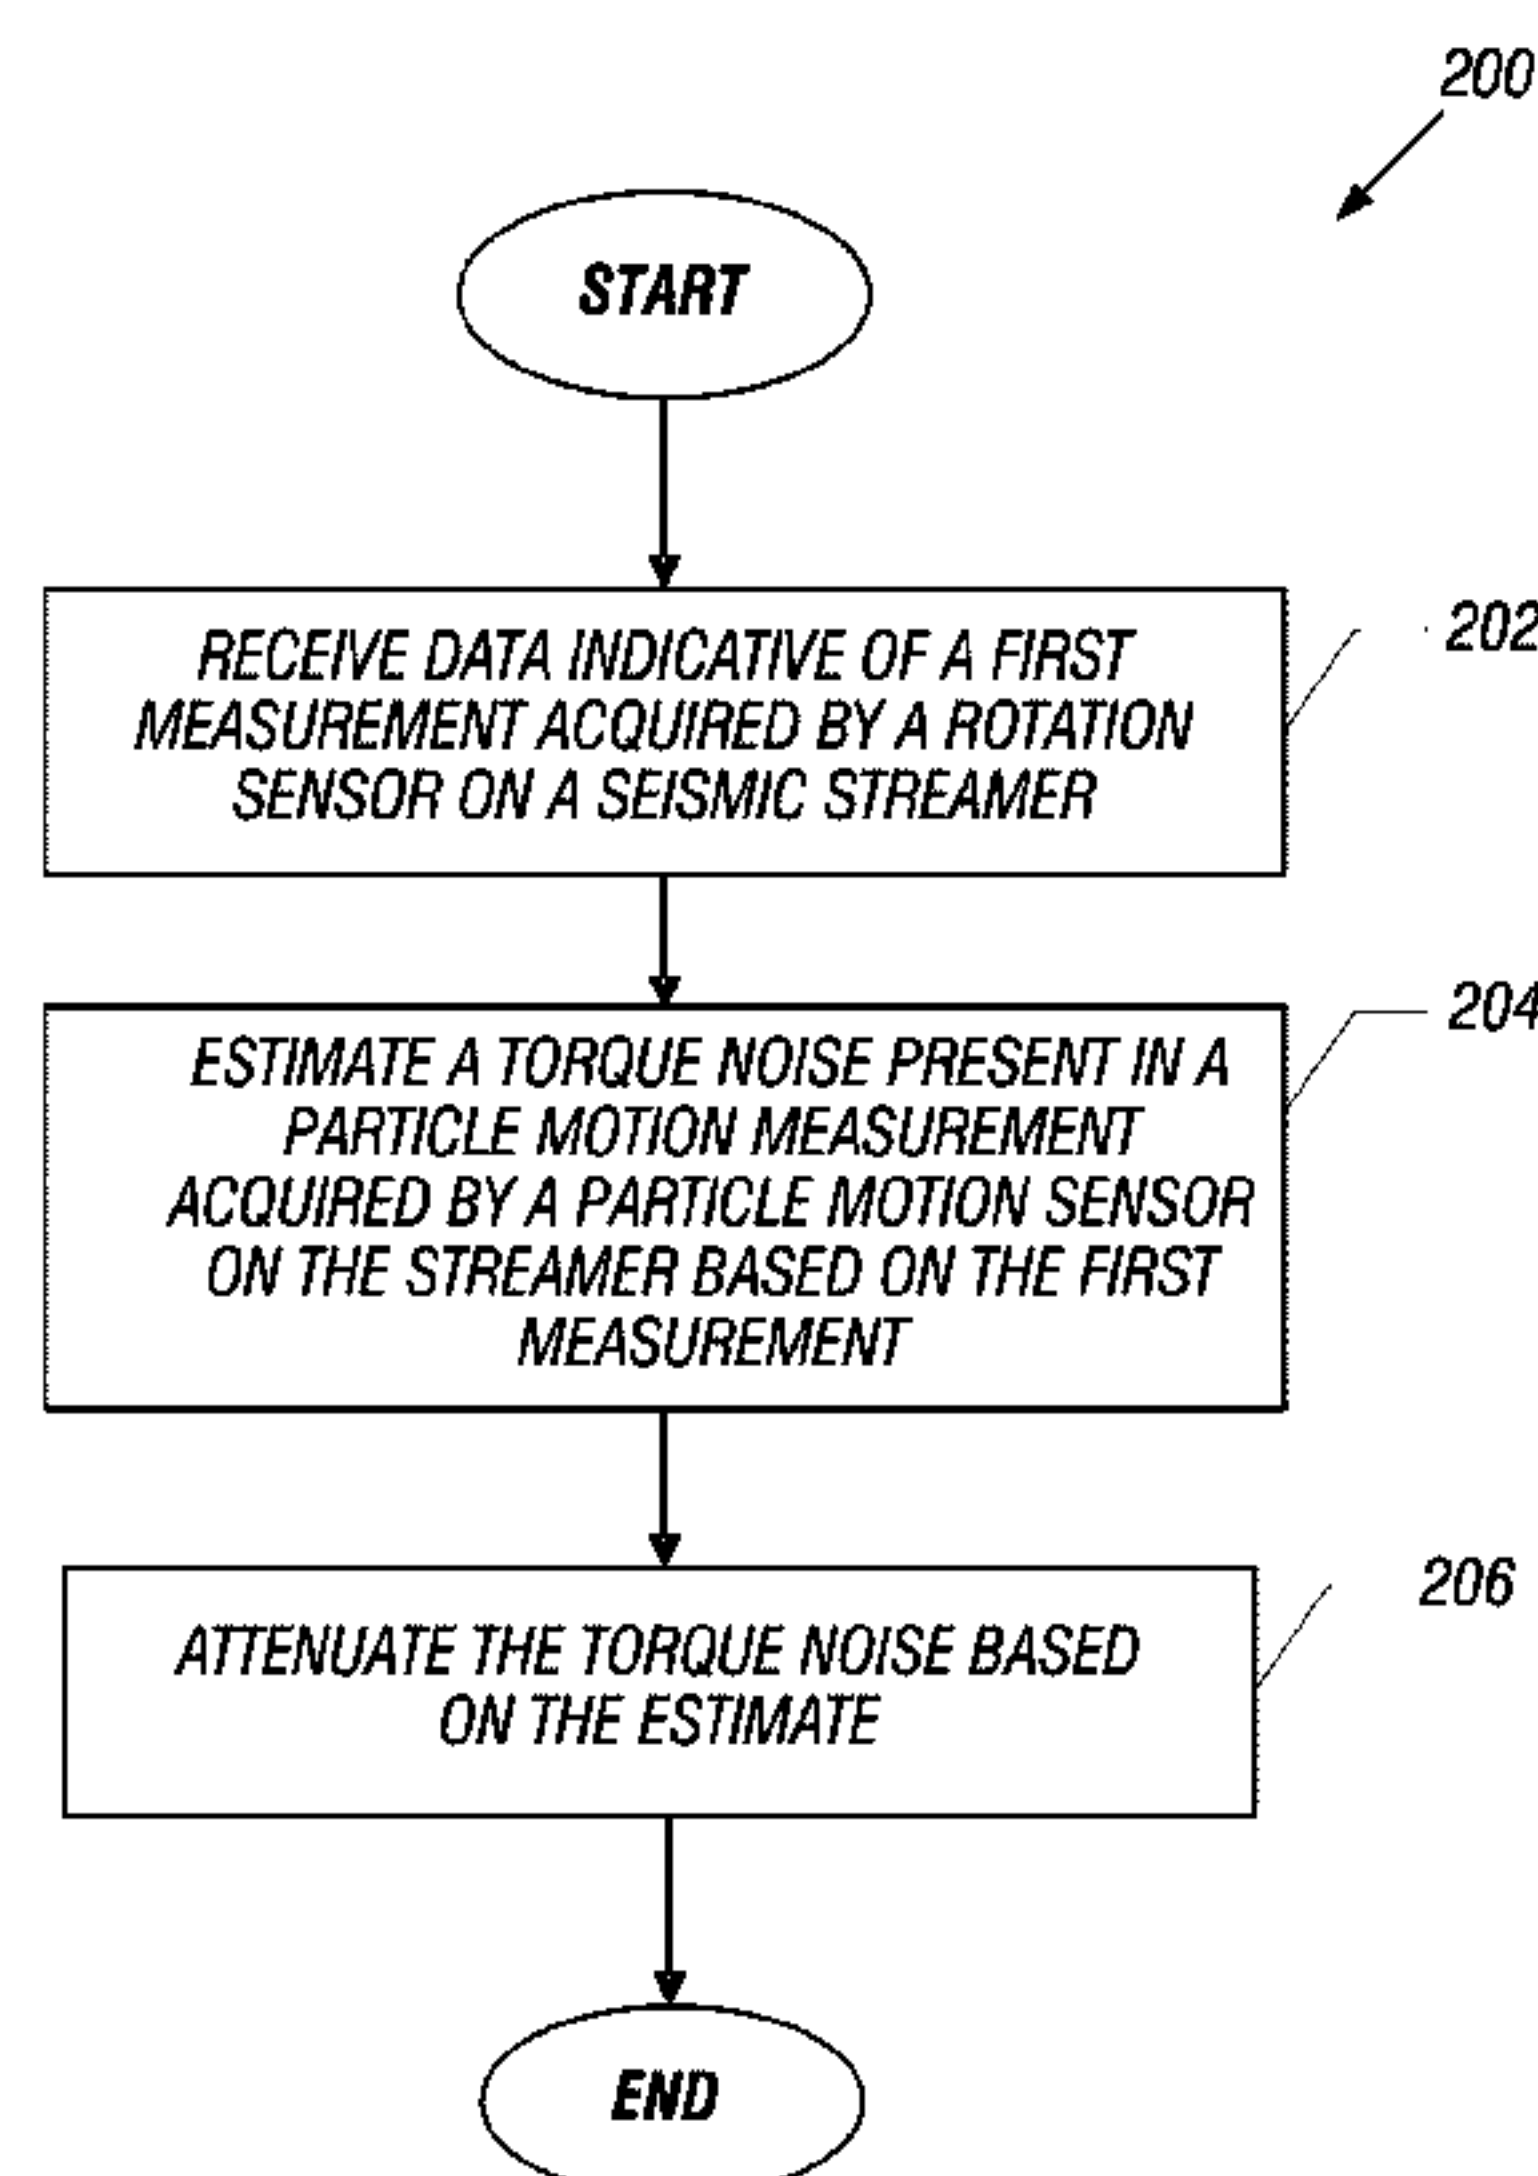 200
START
RECEIVE DATA INDICATIVE OF A FIRST
MEASUREMENT ACQUIRED BY A ROTATION
SENSOR ON A SEISMIC STREAMER
202
ESTIMATE A TORQUE NOISE PRESENT IN A
PARTICLE MOTION MEASUREMENT
ACQUIRED BY A PARTICLE MOTION SENSOR
ON THE STREAMER BASED ON THE FIRST
MEASUREMENT
204
ATTENUATE THE TORQUE NOISE BASED
ON THE ESTIMATE
206
END